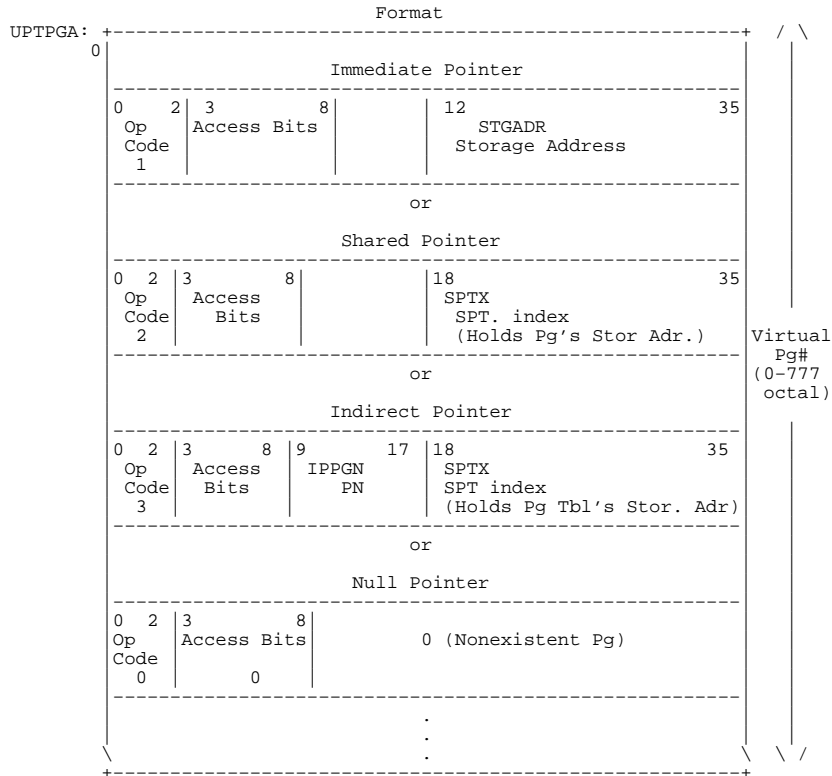 Format
UPTPGA:
0
Immediate Pointer
0 2 3 8 12 35
Op Access Bits STGADR
Code Storage Address
1
or
Shared Pointer
0 2 3 8 18 35
Op Access SPTX
Code Bits SPT. index
2 (Holds Pg's Stor Adr.)
or
Virtual
Pg#
(0-777
octal)
Indirect Pointer
0 2 3 8 9 17 18 35
Op Access IPPGN SPTX
Code Bits PN SPT index
3 (Holds Pg Tbl's Stor. Adr)
or
Null Pointer
0 2 3 8
Op Access Bits 0 (Nonexistent Pg)
Code
0 0
.
.
.